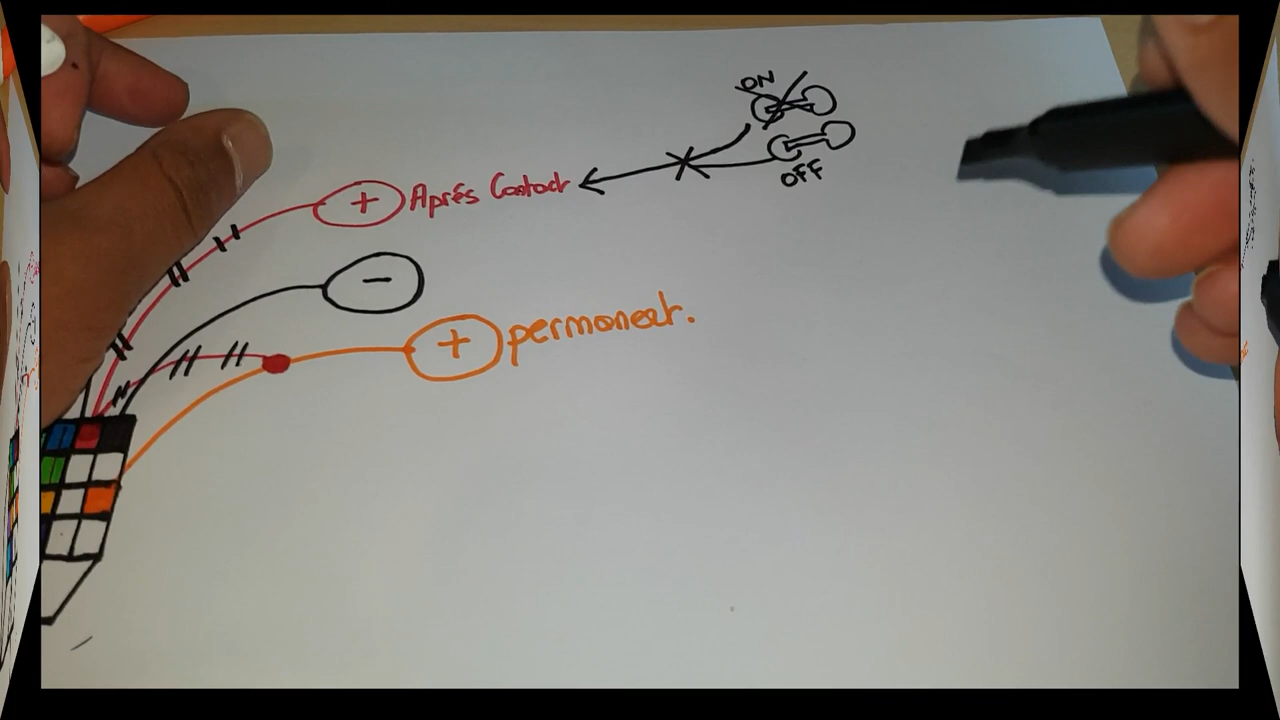 ON
OFF
+ Aprés Contact
-
+ permanent.